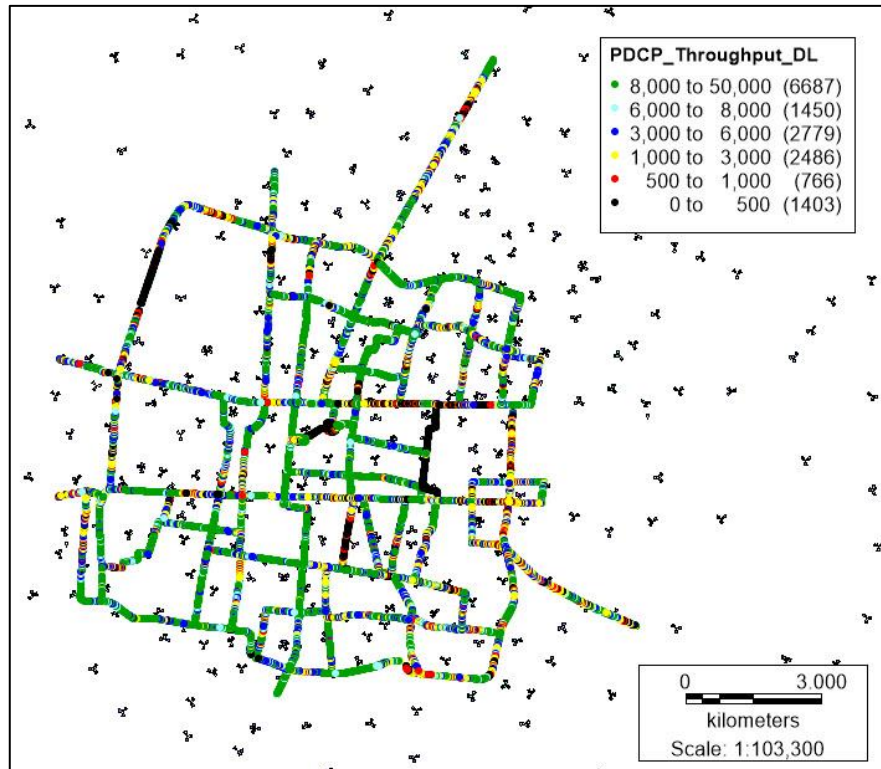 PDCP_Throughput_DL
8,000 to 50,000 (6687)
6,000 to 8,000 (1450)
3,000 to 6,000 (2779)
1,000 to 3,000 (2486)
500 to 1,000 (766)
0 to 500 (1403)
0 3.000
kilometers
Scale: 1:103,300